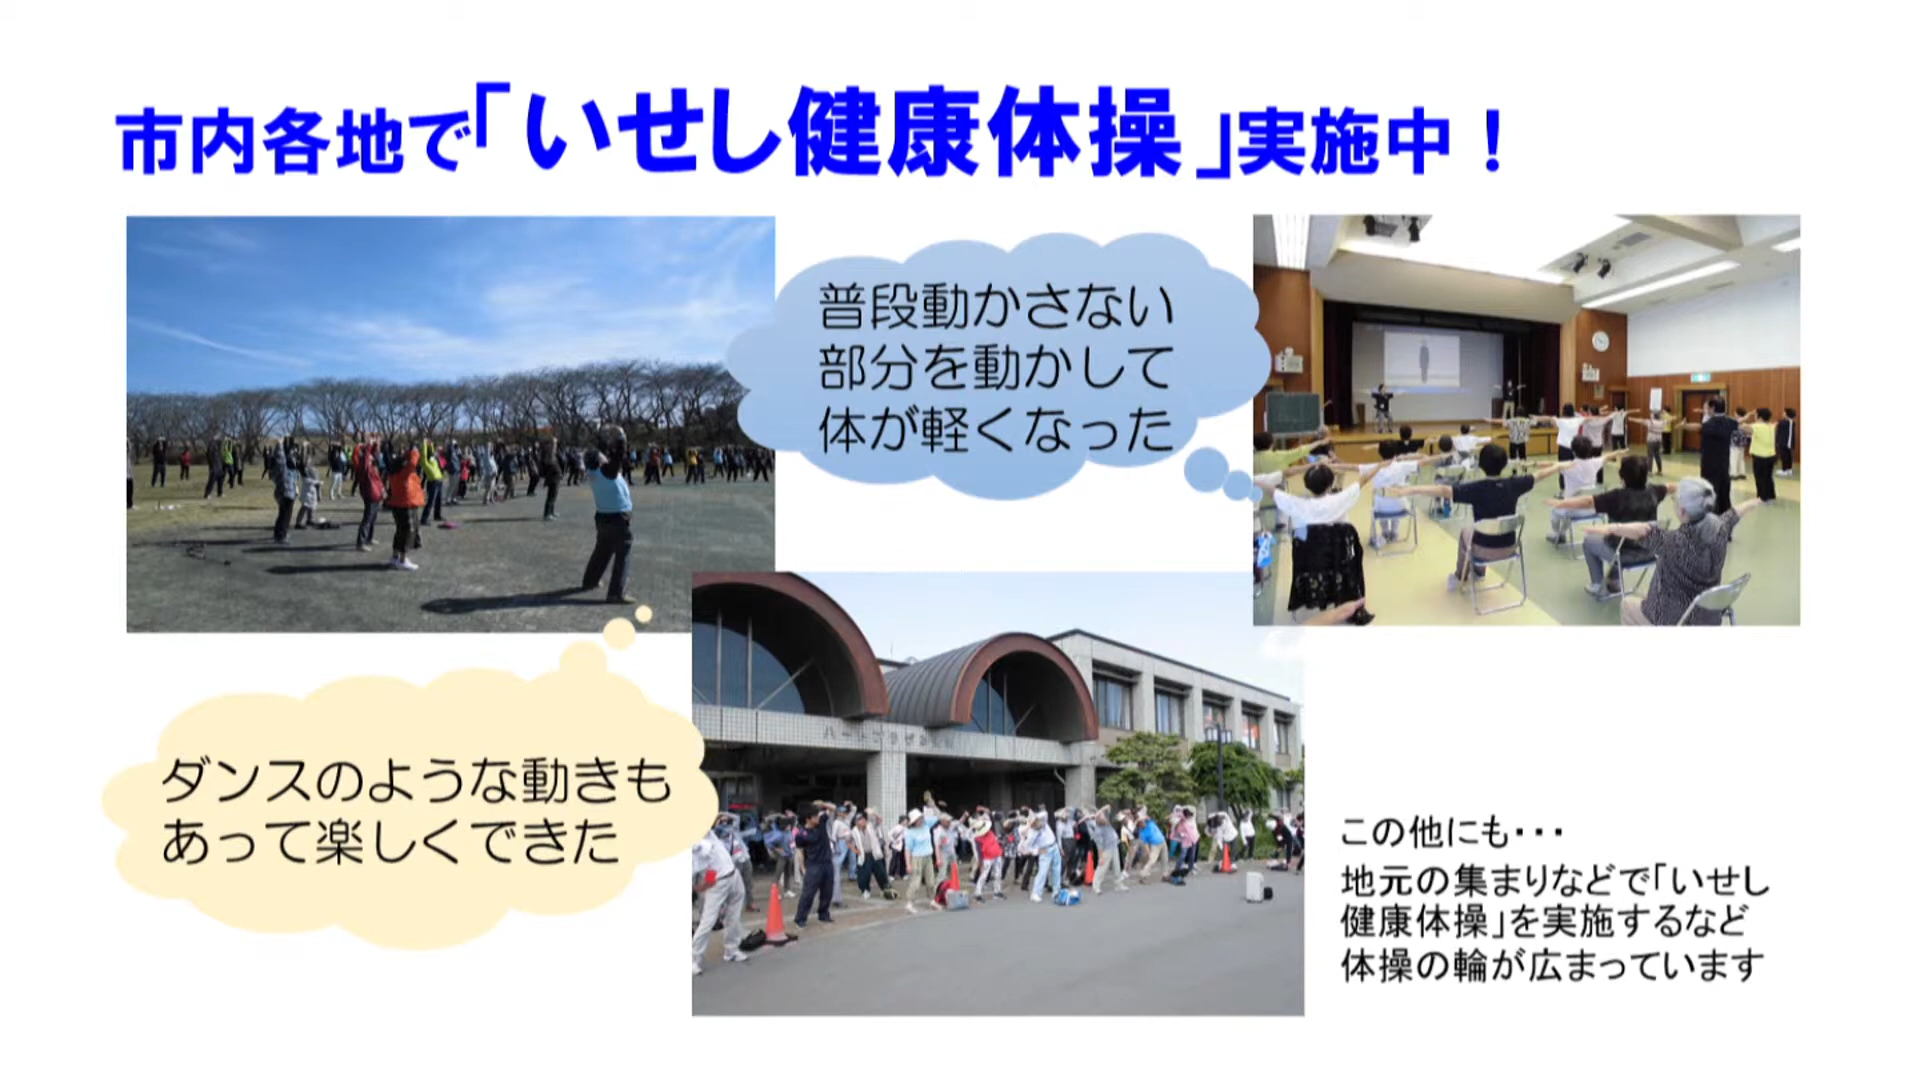 市内各地で「いせし健康体操」実施中！
普段動かさない
部分を動かして
体が軽くなった
ダンスのような動きも
あって楽しくできた
この他にも・・・
地元の集まりなどで「いせし
健康体操」を実施するなど
体操の輪が広まっています